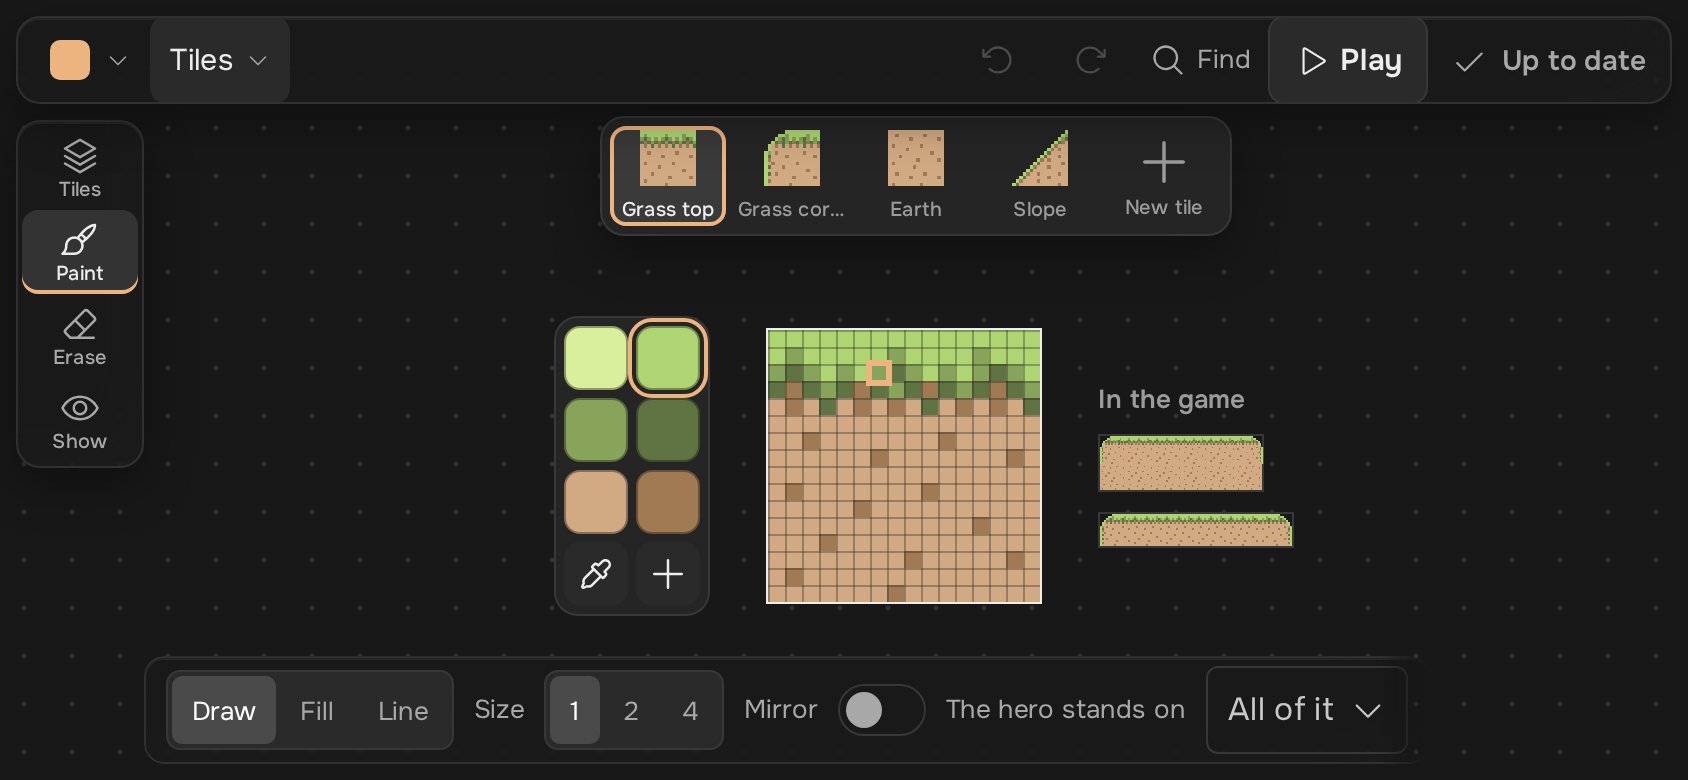 Tiles
Find
Play
Up to date
Tiles
Paint
Erase
Show
Grass top
Grass cor...
Earth
Slope
New tile
In the game
Draw
Fill
Line
Size
1
2
4
Mirror
The hero stands on
All of it